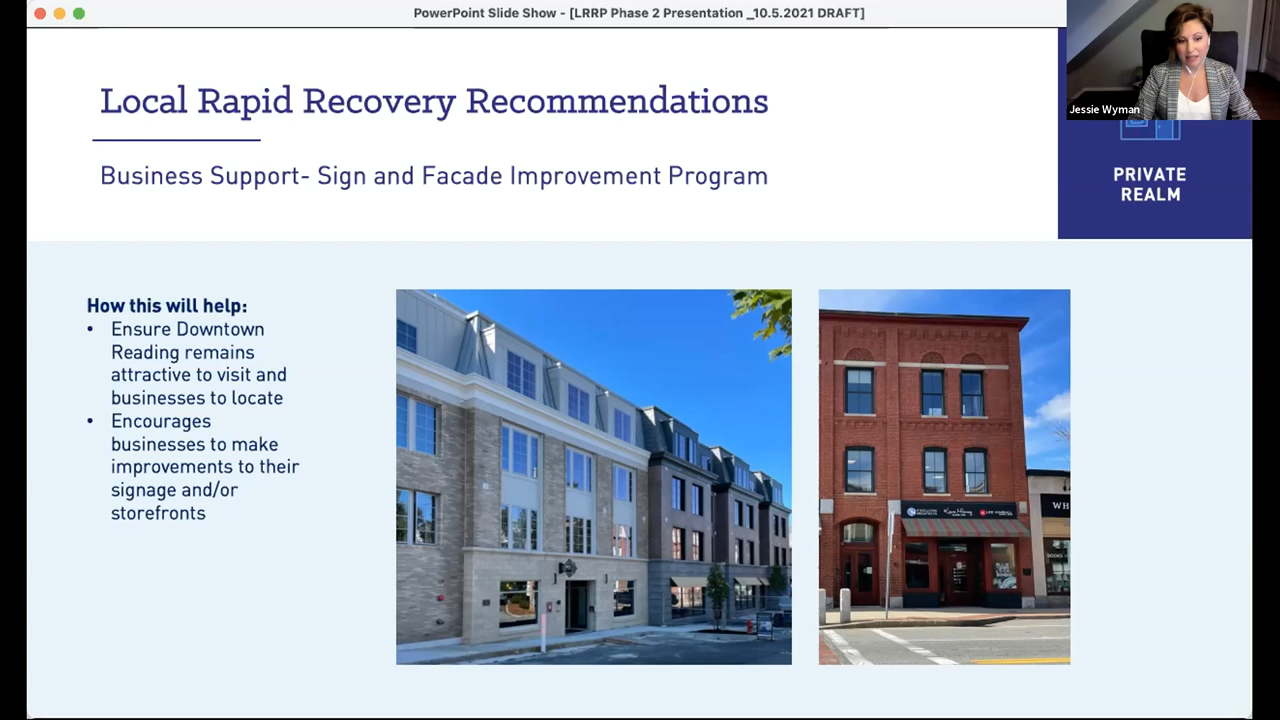 PowerPoint Slide Show - [LRRP Phase 2 Presentation _10.5.2021 DRAFT]
Jessie Wyman
Local Rapid Recovery Recommendations
Business Support- Sign and Facade Improvement Program
PRIVATE
REALM
How this will help:
• Ensure Downtown
Reading remains
attractive to visit and
businesses to locate
• Encourages
businesses to make
improvements to their
signage and/or
storefronts
WH